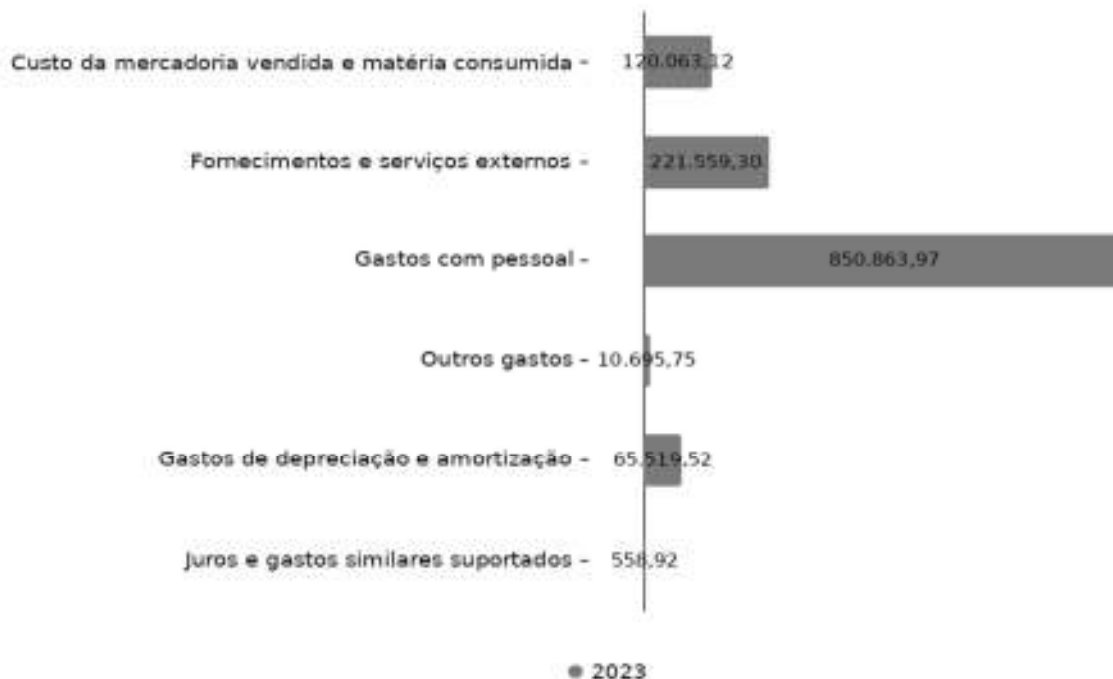 Custo da mercadoria vendida e matéria consumida - 120.063,12
Fornecimentos e serviços externos - 221.559,30
Gastos com pessoal - 850.863,97
Outros gastos - 10.695,75
Gastos de depreciação e amortização - 65.519,52
Juros e gastos similares suportados - 558,92
2023